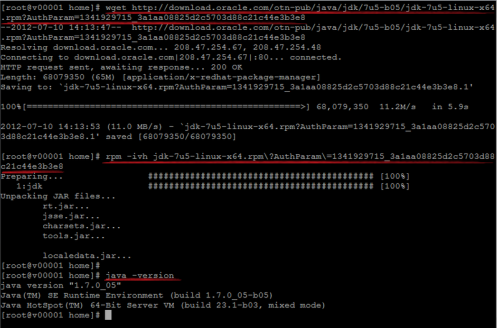 [root@v00001 home]# wget http://download.oracle.com/otn-pub/java/jdk/7u5-b05/jdk-7u5-linux-x64
.rpm?AuthParam=1341929715_3a1aa08825d2c5703d88c21c44e3b3e8
--2012-07-10 14:13:47-- http://download.oracle.com/otn-pub/java/jdk/7u5-b05/jdk-7u5-linux-x64.
rpm?AuthParam=1341929715_3a1aa08825d2c5703d88c21c44e3b3e8
Resolving download.oracle.com... 208.47.254.67, 208.47.254.48
Connecting to download.oracle.com|208.47.254.67|:80... connected.
HTTP request sent, awaiting response... 200 OK
Length: 68079350 (65M) [application/x-redhat-package-manager]
Saving to: `jdk-7u5-linux-x64.rpm?AuthParam=1341929715_3a1aa08825d2c5703d88c21c44e3b3e8.1'
100%[==================================================>] 68,079,350 11.2M/s in 5.9s
2012-07-10 14:13:53 (11.0 MB/s) - `jdk-7u5-linux-x64.rpm?AuthParam=1341929715_3a1aa08825d2c570
3d88c21c44e3b3e8.1' saved [68079350/68079350]
[root@v00001 home]# rpm -ivh jdk-7u5-linux-x64.rpm\?AuthParam\=1341929715_3a1aa08825d2c5703d88
c21c44e3b3e8
Preparing... ########################################### [100%]
1:jdk ########################################### [100%]
Unpacking JAR files...
rt.jar...
jsse.jar...
charsets.jar...
tools.jar...
localedata.jar...
[root@v00001 home]#
[root@v00001 home]# java -version
java version "1.7.0_05"
Java(TM) SE Runtime Environment (build 1.7.0_05-b05)
Java HotSpot(TM) 64-Bit Server VM (build 23.1-b03, mixed mode)
[root@v00001 home]#